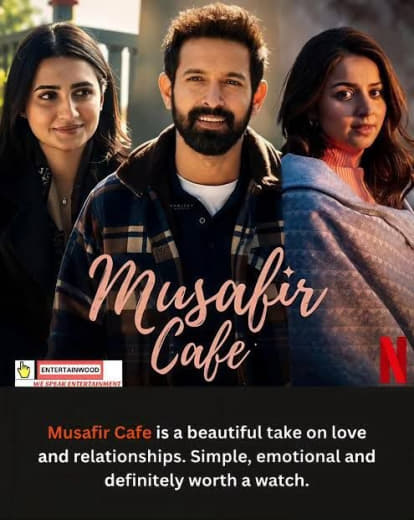 Musafir
Cafe
N
ENTERTAINWOOD
WE SPEAK ENTERTAINMENT
Musafir Cafe is a beautiful take on love
and relationships. Simple, emotional and
definitely worth a watch.